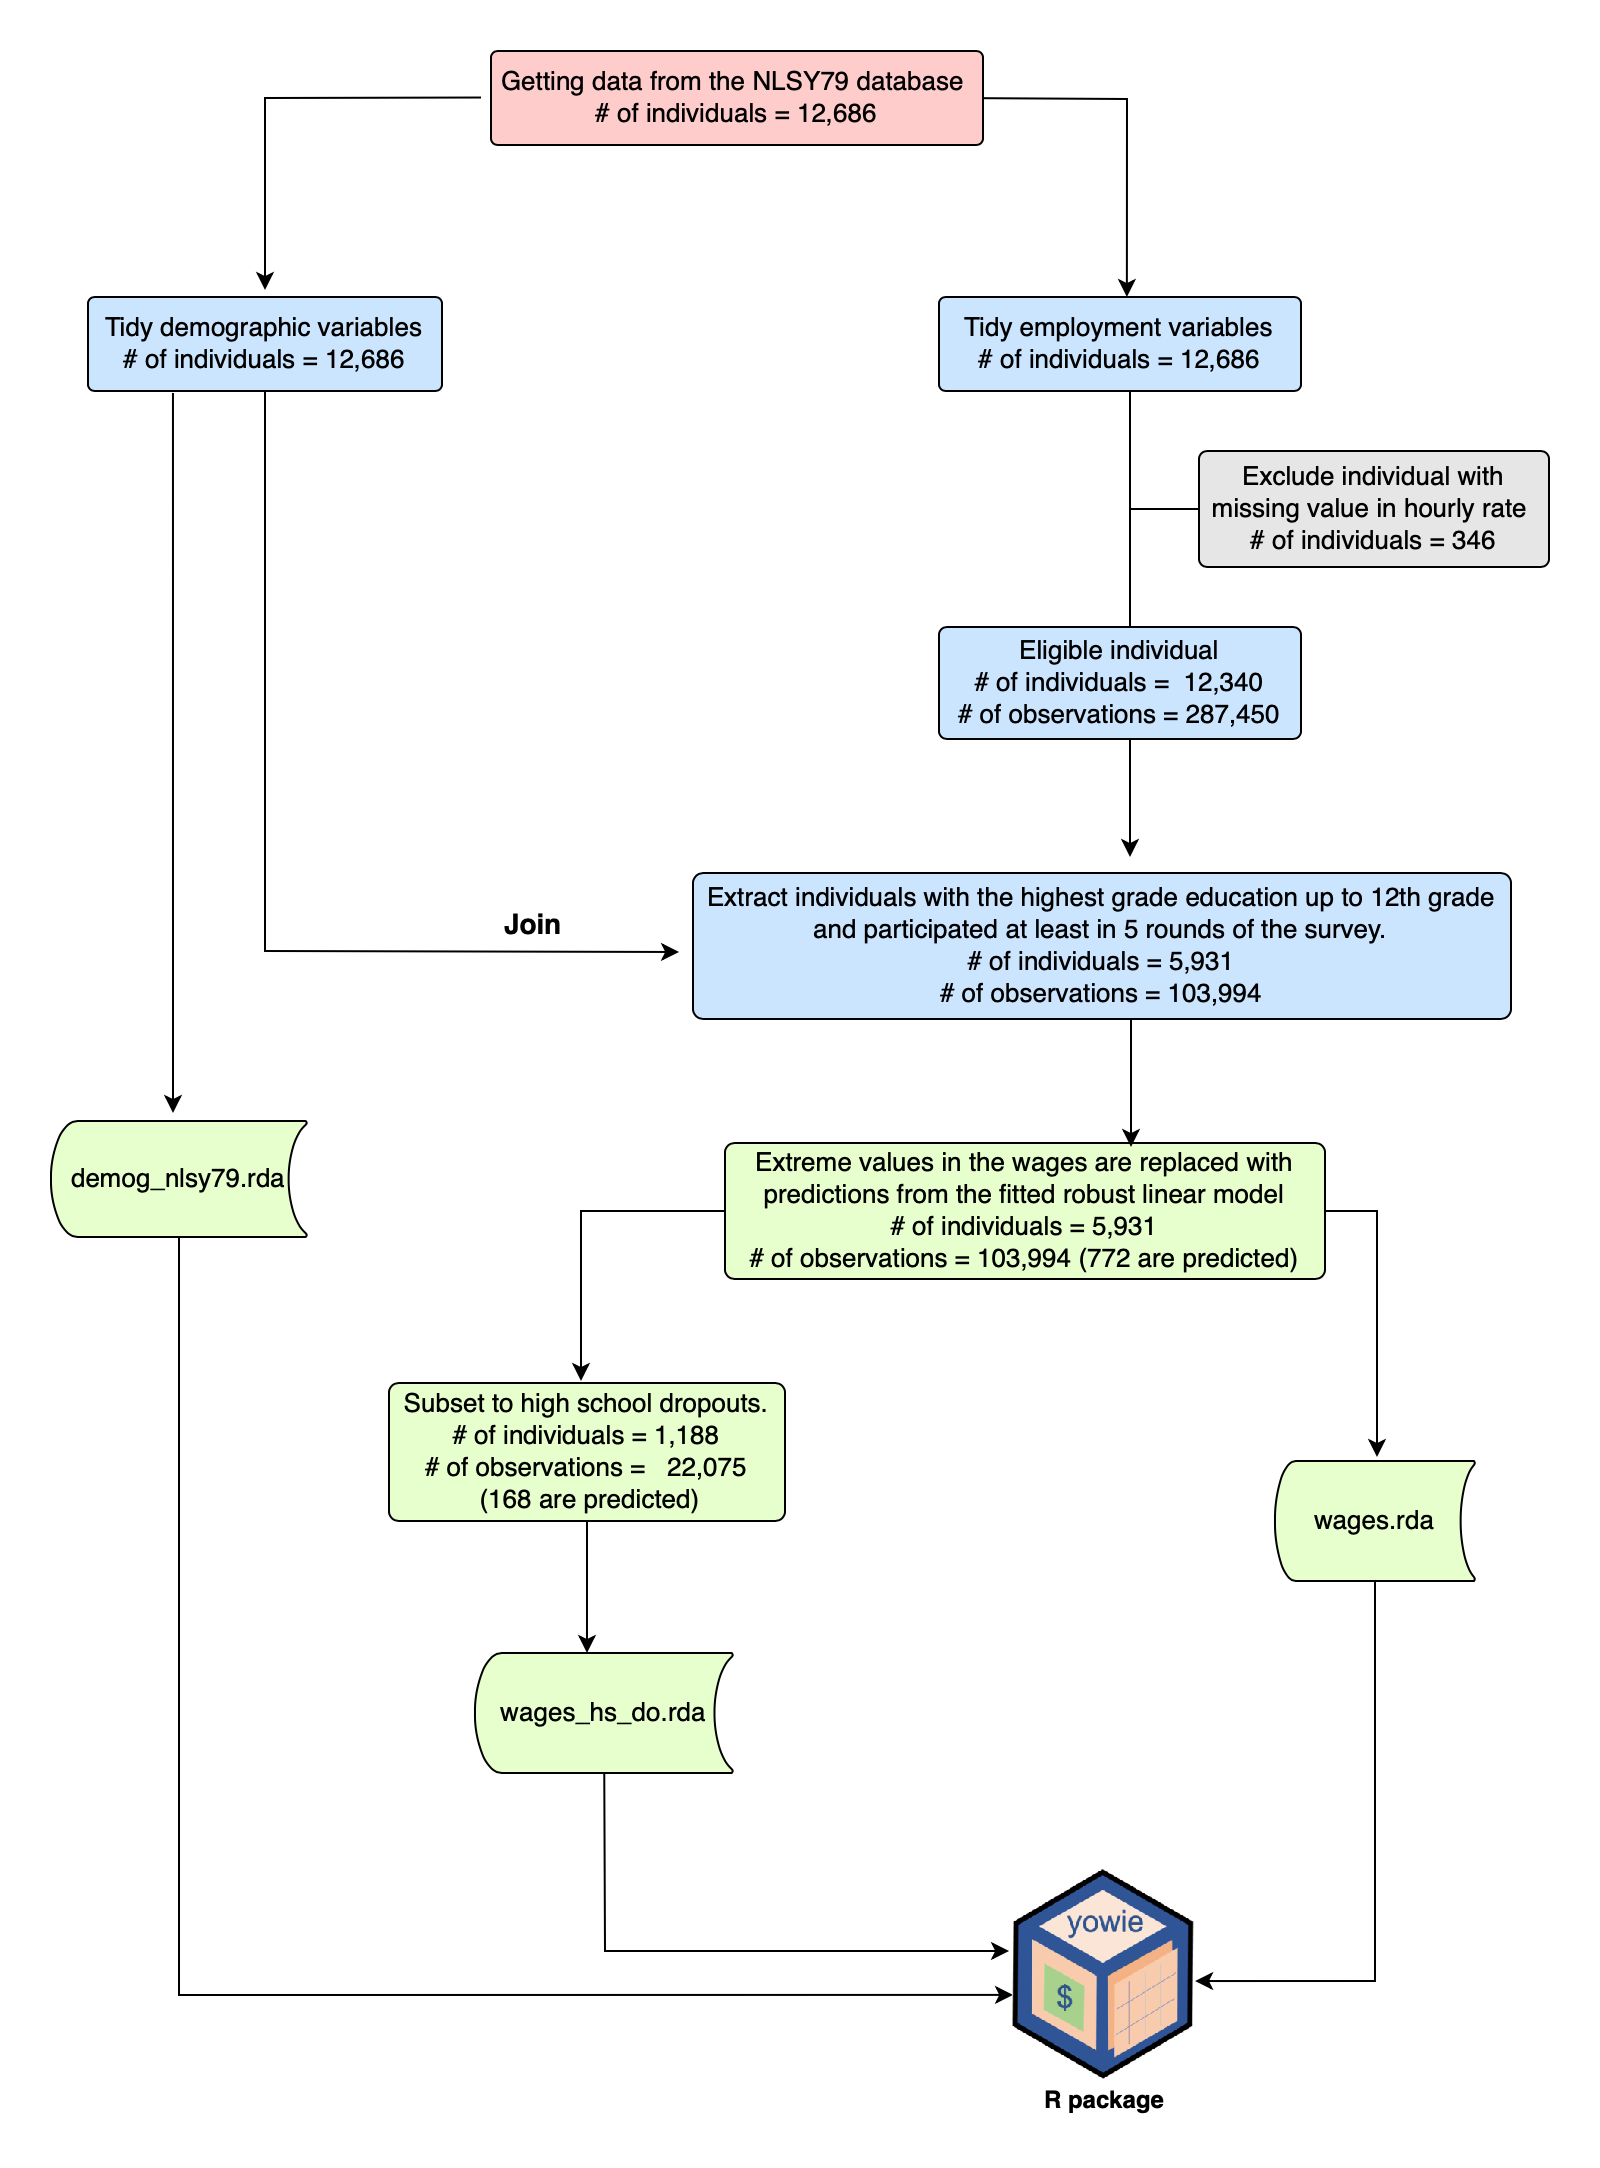 Getting data from the NLSY79 database
# of individuals = 12,686
Tidy demographic variables
# of individuals = 12,686
Tidy employment variables
# of individuals = 12,686
Exclude individual with
missing value in hourly rate
# of individuals = 346
Eligible individual
# of individuals = 12,340
# of observations = 287,450
Join
Extract individuals with the highest grade education up to 12th grade
and participated at least in 5 rounds of the survey.
# of individuals = 5,931
# of observations = 103,994
demog_nlsy79.rda
Extreme values in the wages are replaced with
predictions from the fitted robust linear model
# of individuals = 5,931
# of observations = 103,994 (772 are predicted)
Subset to high school dropouts.
# of individuals = 1,188
# of observations = 22,075
(168 are predicted)
wages.rda
wages_hs_do.rda
yowie
$
R package